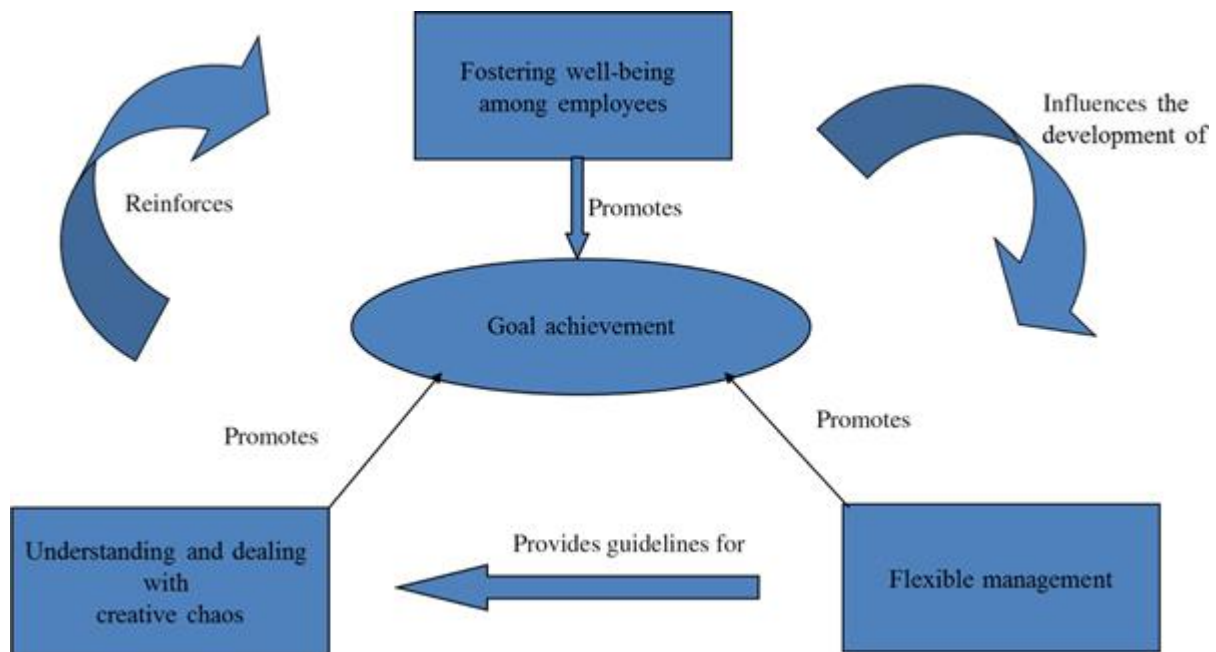 Fostering well-being
among employees
Influences the
development of
Reinforces
Promotes
Goal achievement
Promotes
Promotes
Provides guidelines for
Understanding and dealing
with
creative chaos
Flexible management